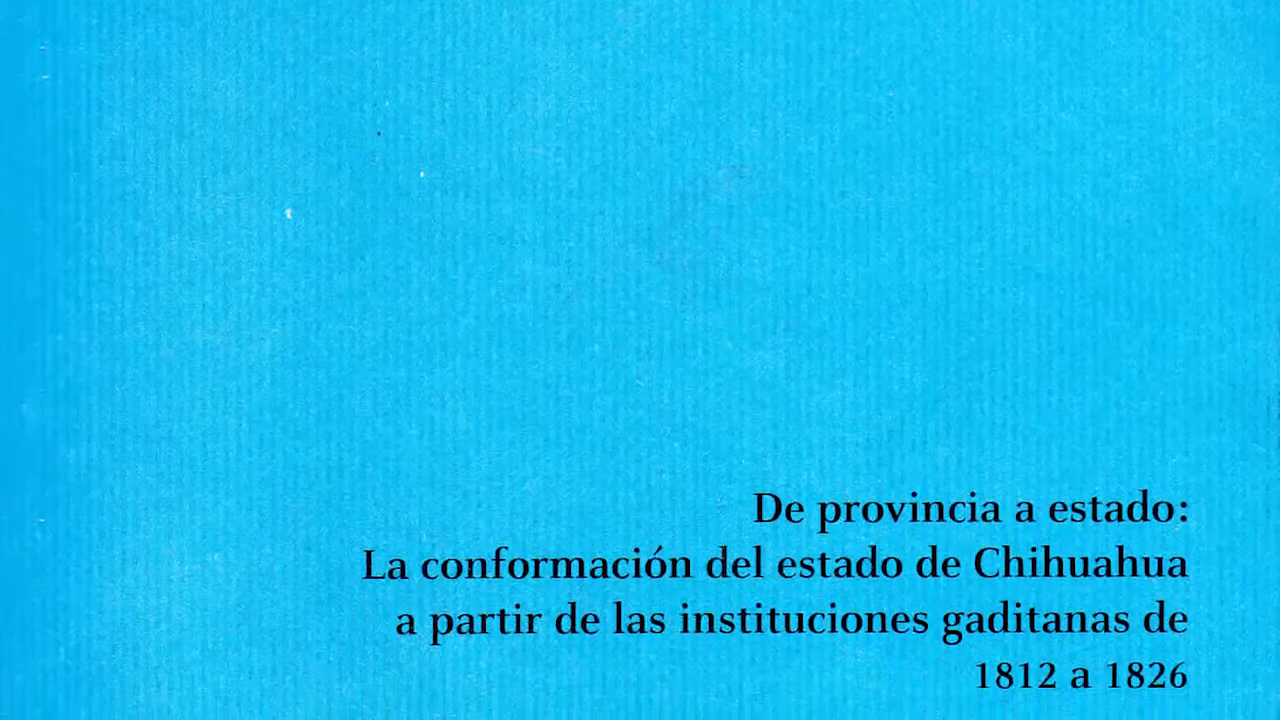 De provincia a estado:
La conformación del estado de Chihuahua
a partir de las instituciones gaditanas de
1812 a 1826